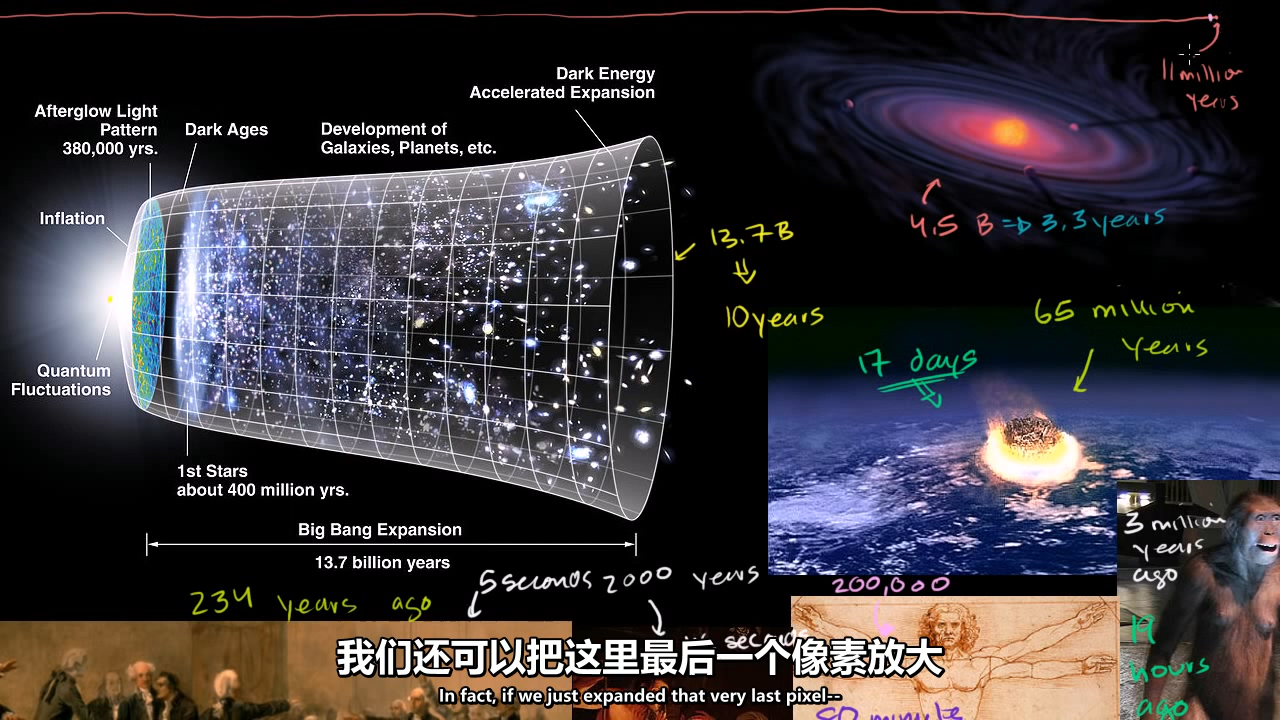 11 million
years
Dark Energy
Accelerated Expansion
Afterglow Light
Pattern
380,000 yrs.
Dark Ages
Development of
Galaxies, Planets, etc.
Inflation
4.5 B ⇒ 3.3 years
13.7B
10 years
65 million
years
17 days
Quantum
Fluctuations
1st Stars
about 400 million yrs.
Big Bang Expansion
13.7 billion years
3 million
years
ago
234 years ago
5 seconds
2000 years
200,000
seconds
19
hours
ago
我们还可以把这里最后一个像素放大
In fact, if we just expanded that very last pixel--